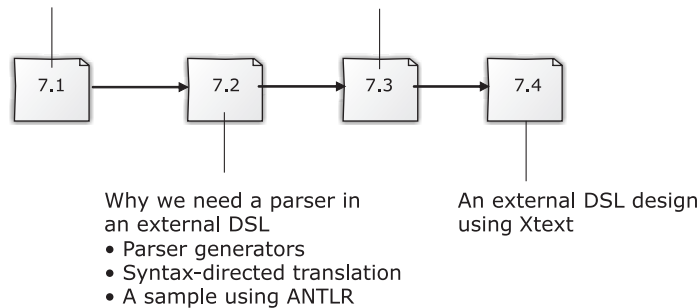 7.1
7.2
7.3
7.4
Why we need a parser in
an external DSL
• Parser generators
• Syntax-directed translation
• A sample using ANTLR
An external DSL design
using Xtext